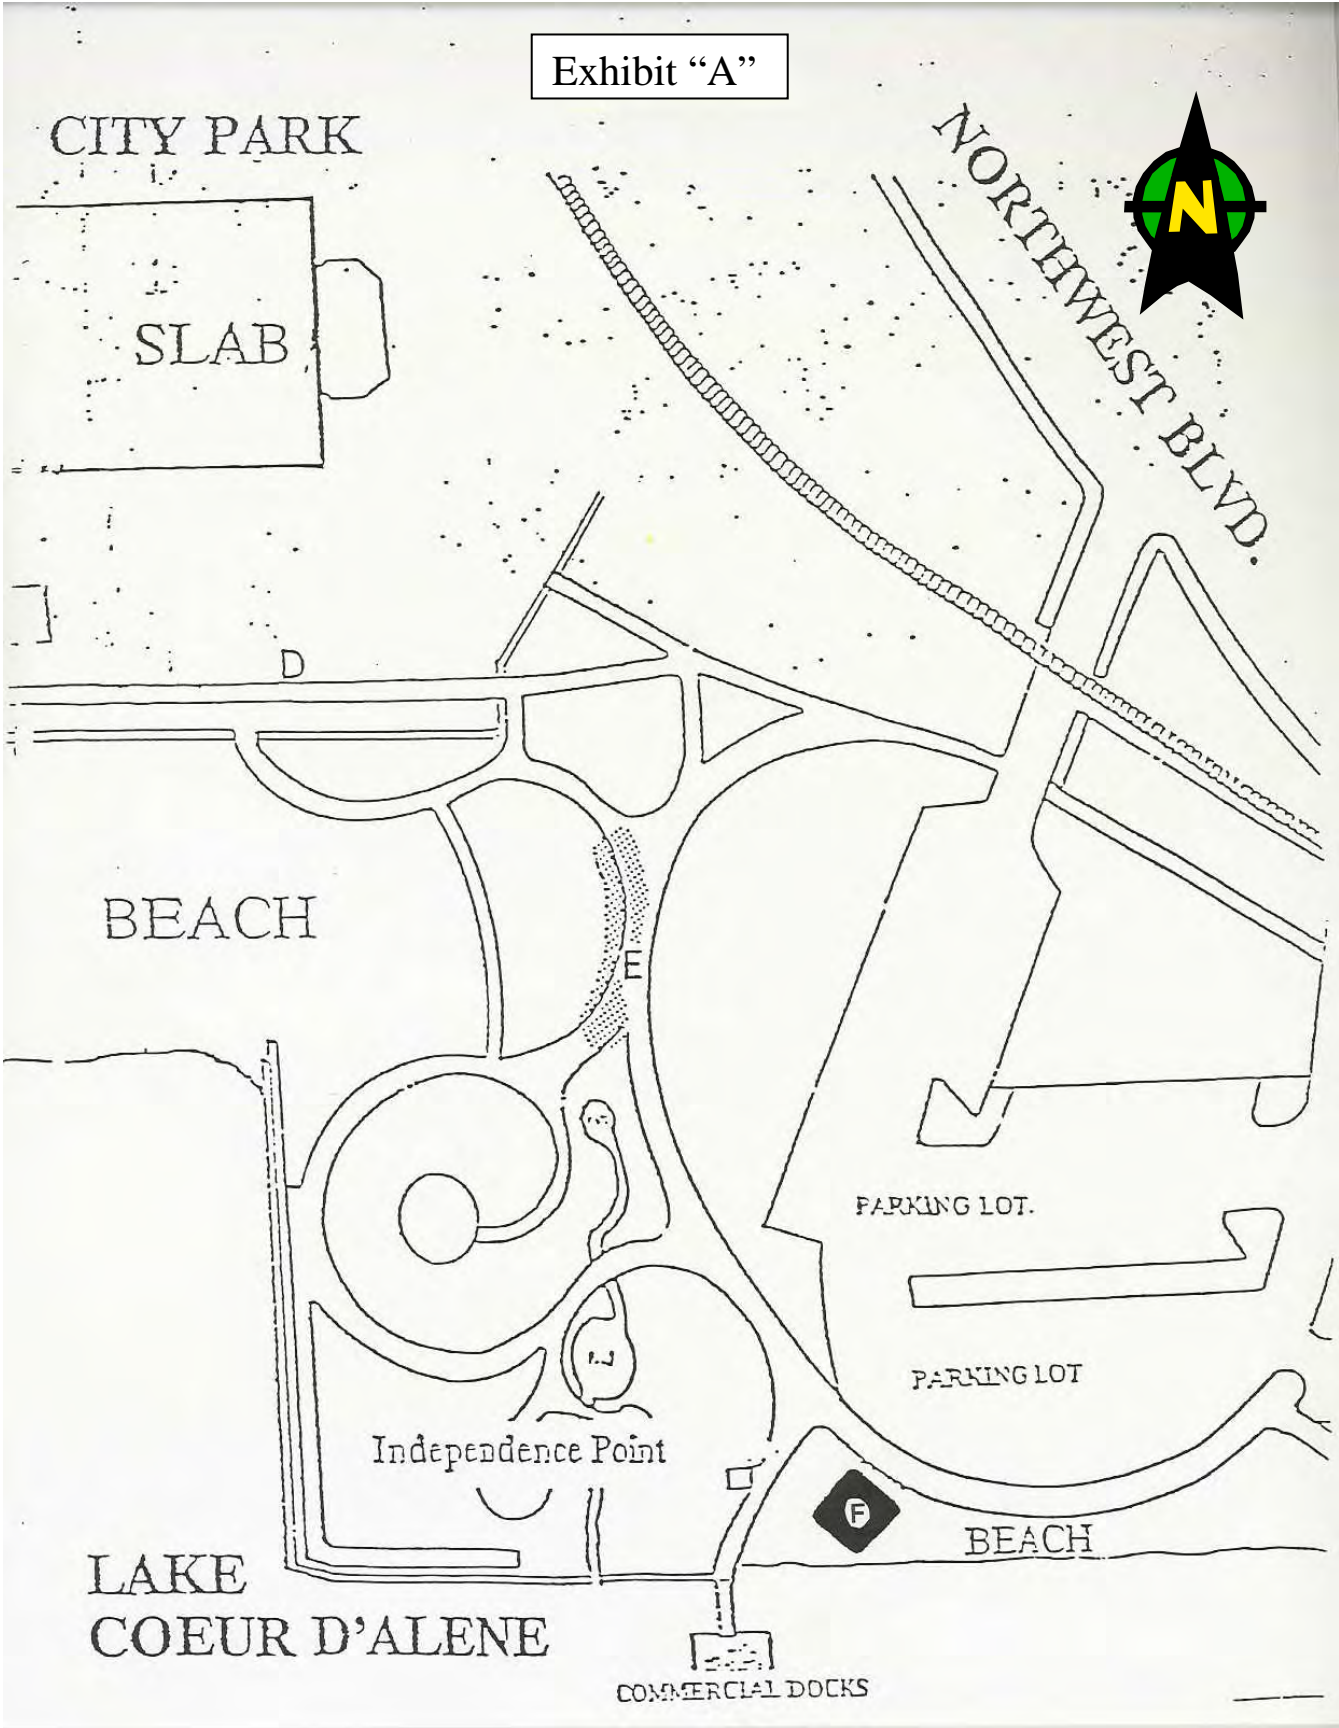 Exhibit “A”
CITY PARK
NORTHWEST BLVD.
N
SLAB
D
BEACH
E
PARKING LOT.
PARKING LOT
Independence Point
F
BEACH
LAKE
COEUR D'ALENE
COMMERCIAL DOCKS